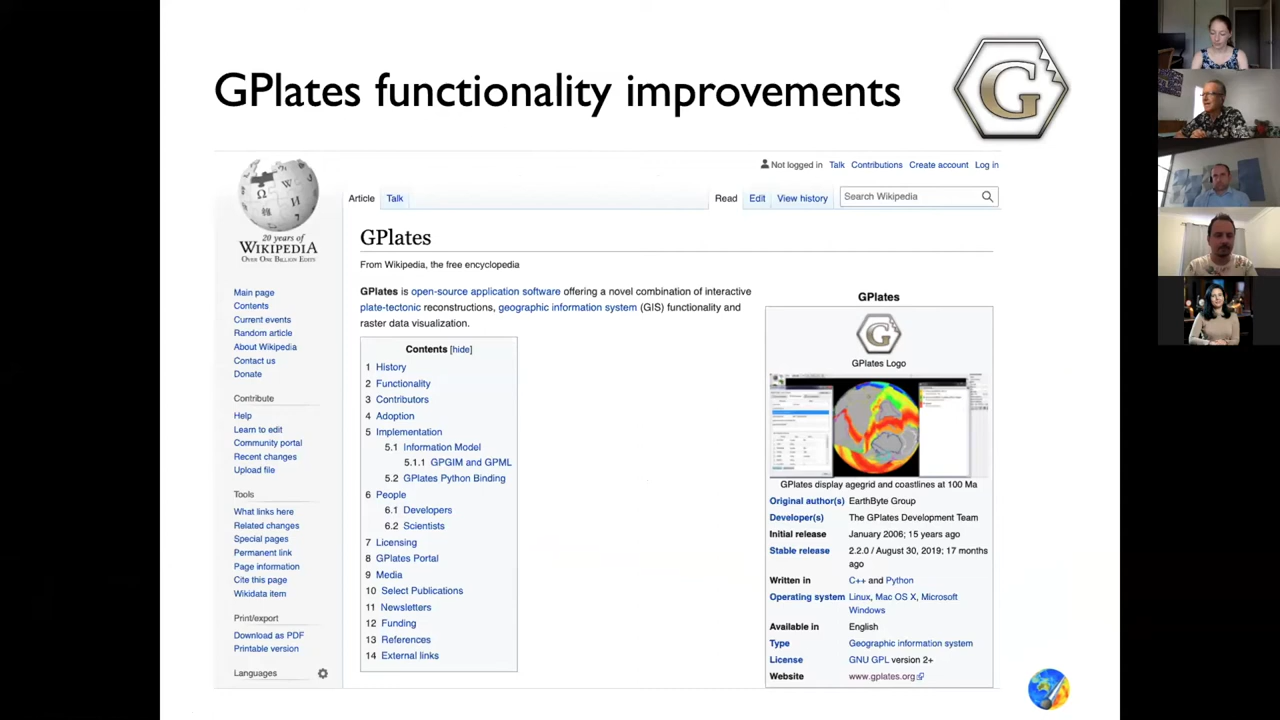 GPlates functionality improvements
G
Not logged in Talk Contributions Create account Log in
Article Talk Read Edit View history Search Wikipedia
20 years of
WIKIPEDIA
OVER ONE BILLION EDITS
Main page
Contents
Current events
Random article
About Wikipedia
Contact us
Donate
Contribute
Help
Learn to edit
Community portal
Recent changes
Upload file
Tools
What links here
Related changes
Special pages
Permanent link
Page information
Cite this page
Wikidata item
Print/export
Download as PDF
Printable version
Languages
GPlates
From Wikipedia, the free encyclopedia
GPlates is open-source application software offering a novel combination of interactive
plate-tectonic reconstructions, geographic information system (GIS) functionality and
raster data visualization.
Contents [hide]
1 History
2 Functionality
3 Contributors
4 Adoption
5 Implementation
5.1 Information Model
5.1.1 GPGIM and GPML
5.2 GPlates Python Binding
6 People
6.1 Developers
6.2 Scientists
7 Licensing
8 GPlates Portal
9 Media
10 Select Publications
11 Newsletters
12 Funding
13 References
14 External links
GPlates
G
GPlates Logo
GPlates display agegrid and coastlines at 100 Ma
Original author(s) EarthByte Group
Developer(s) The GPlates Development Team
Initial release January 2006; 15 years ago
Stable release 2.2.0 / August 30, 2019; 17 months
ago
Written in C++ and Python
Operating system Linux, Mac OS X, Microsoft
Windows
Available in English
Type Geographic information system
License GNU GPL version 2+
Website www.gplates.org